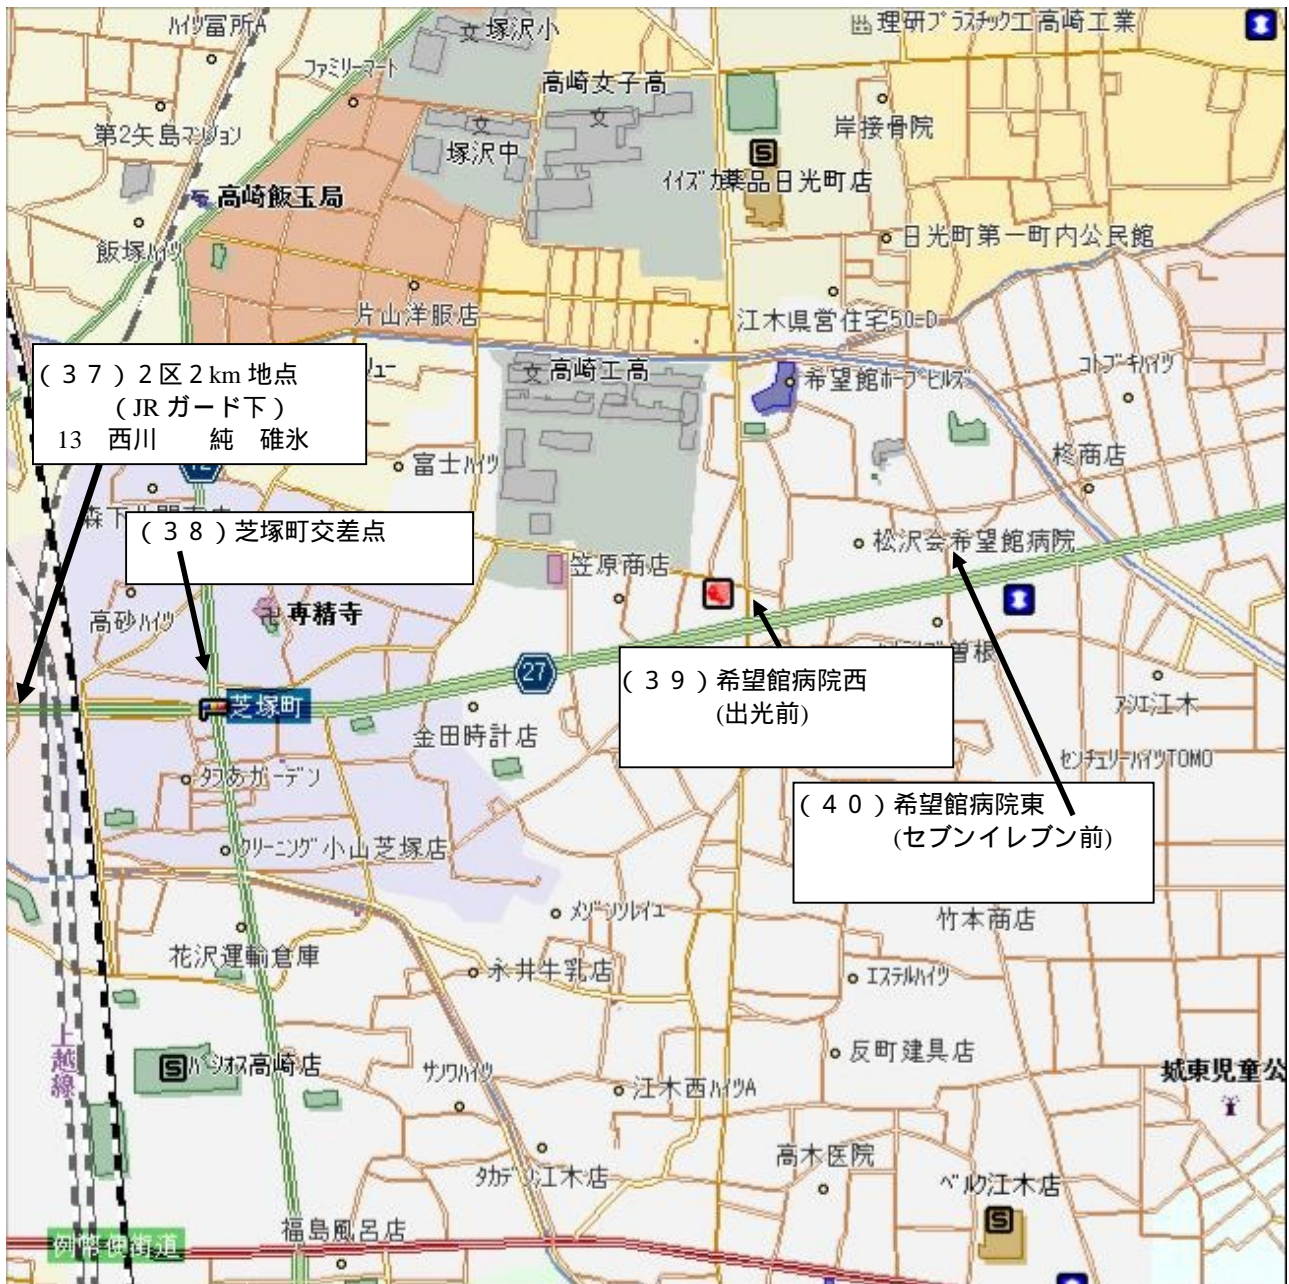 ハイツ富所A
塚沢小
理研プラスチック工高崎工業
ファミリーマート
高崎女子高
第2矢島マンション
塚沢中
岸接骨院
イイズカ薬品日光町店
高崎飯玉局
飯塚ハイツ
日光町第一町内公民館
片山洋服店
江木県営住宅50-D
(37)2区2km地点
(JRガード下)
13 西川 純 碓氷
高崎工高
希望館ホープヒルズ
コトブキハイツ
富士ハイツ
柊商店
(38)芝塚町交差点
笠原商店
松沢会希望館病院
高砂ハイツ
専精寺
曽根
27
(39)希望館病院西
(出光前)
芝塚町
金田時計店
アシエ江木
センチュリーハイツTOMO
(40)希望館病院東
(セブンイレブン前)
クリーニング小山芝塚店
メゾンソレイユ
竹本商店
花沢運輸倉庫
永井牛乳店
エステルハイツ
上越線
反町建具店
パシオス高崎店
サンワハイツ
江木西ハイツA
城東児童公
高木医院
タカデン江木店
ベルク江木店
福島風呂店
例幣使街道